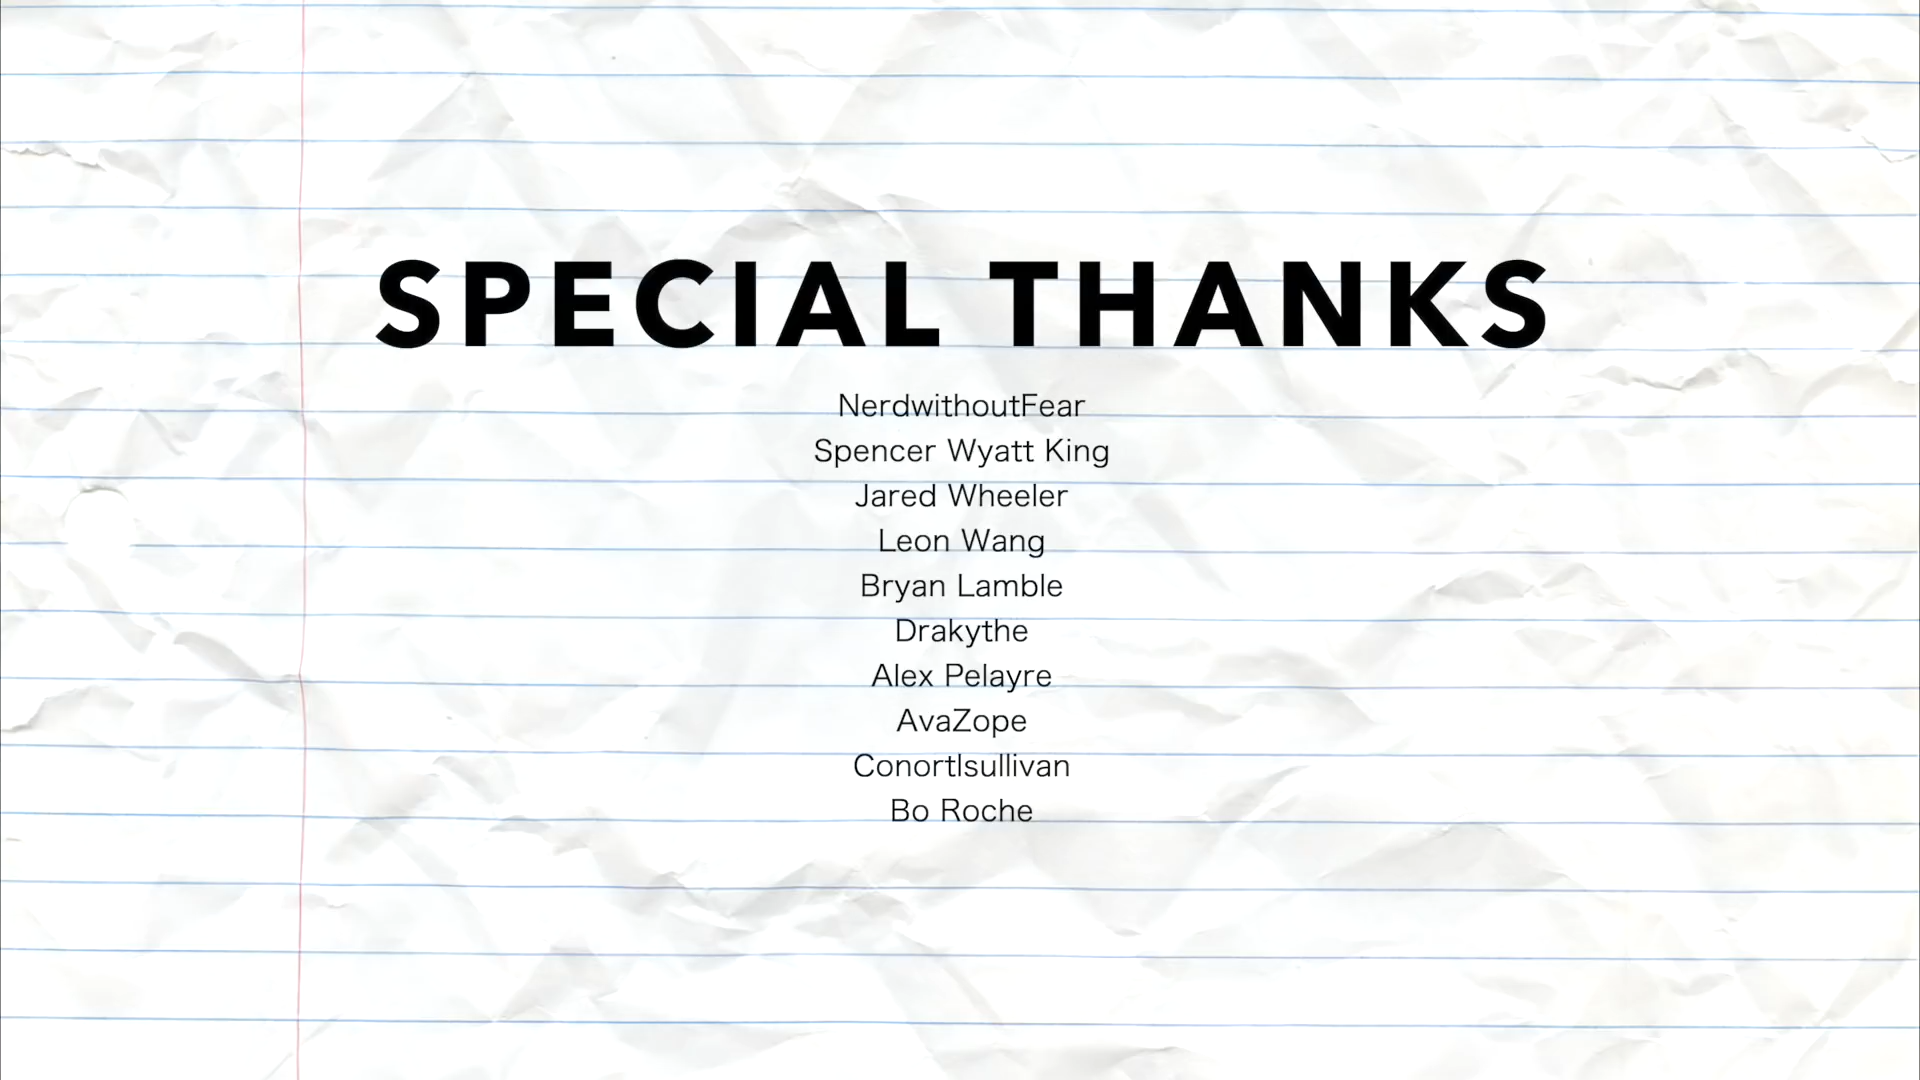 SPECIAL THANKS
NerdwithoutFear
Spencer Wyatt King
Jared Wheeler
Leon Wang
Bryan Lamble
Drakythe
Alex Pelayre
AvaZope
Conortlsullivan
Bo Roche